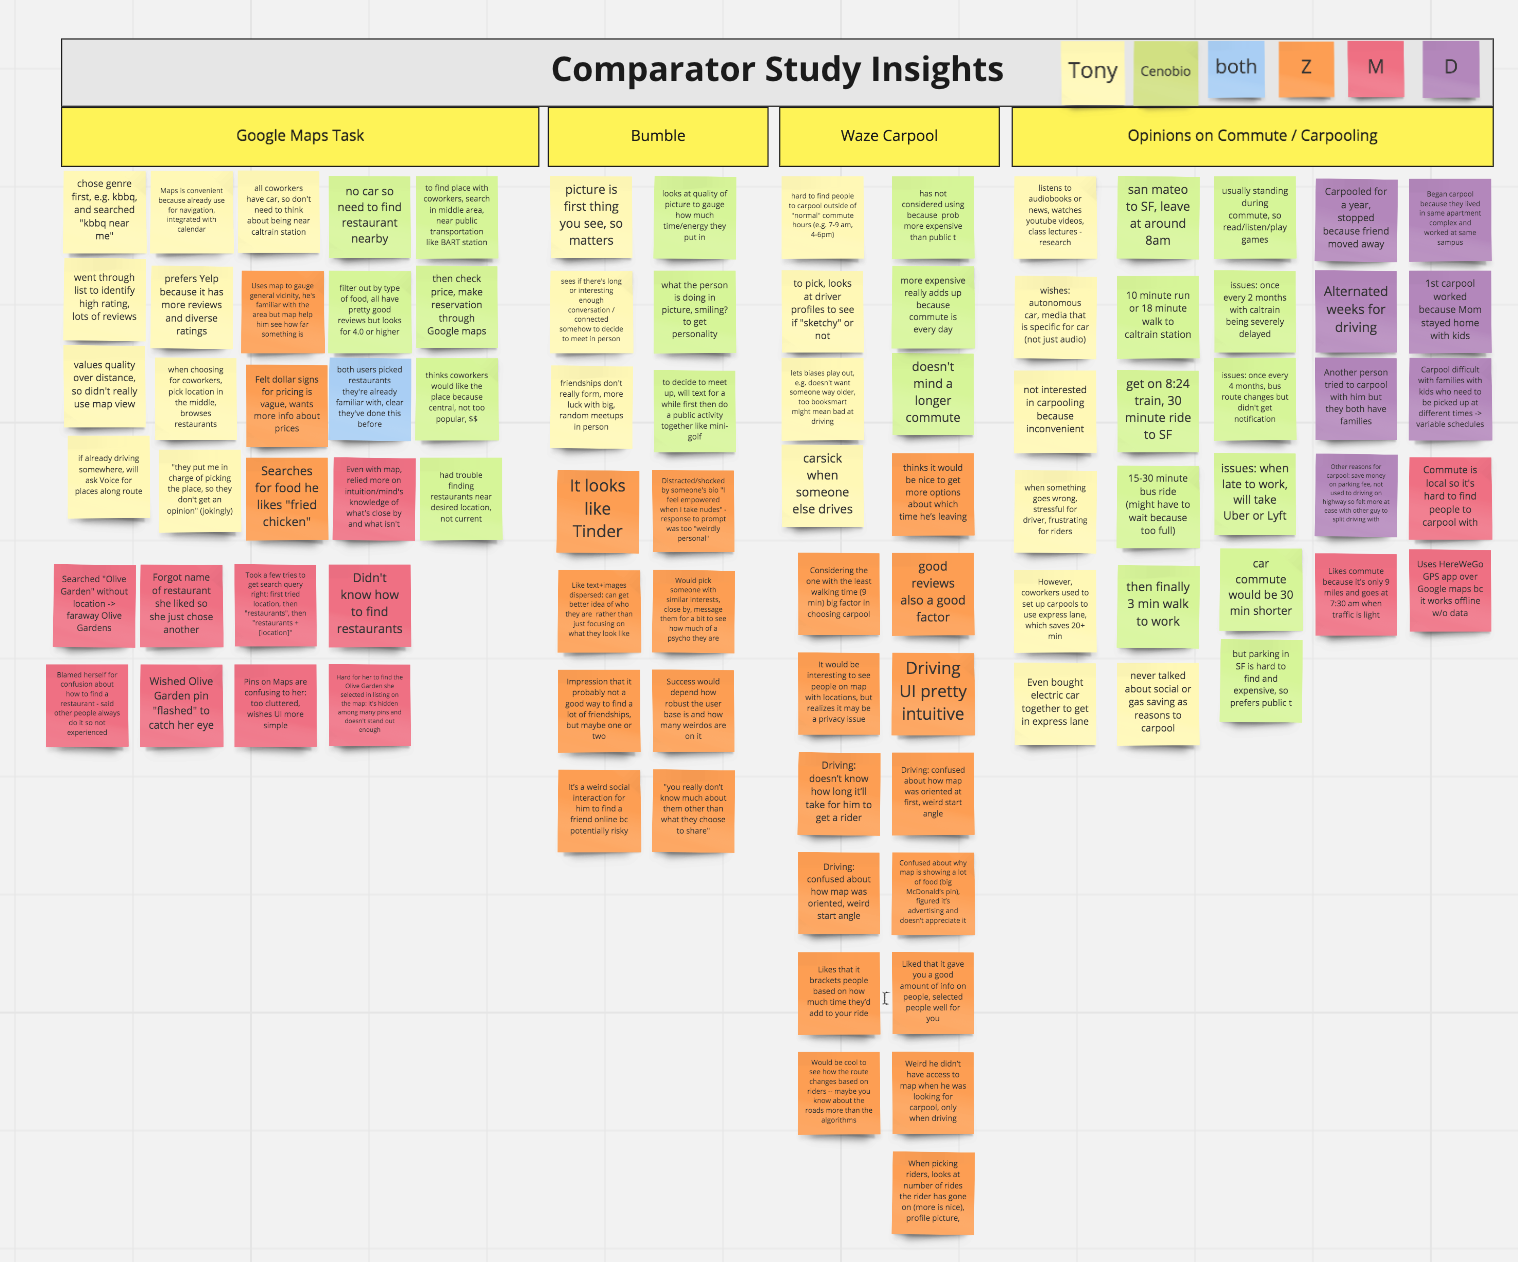 Comparator Study Insights
Tony
Cenobio
both
Z
M
D
Google Maps Task
Bumble
Waze Carpool
Opinions on Commute / Carpooling
chose genre
first, e.g. kbbq,
and searched
"kbbq near
me"
Maps is convenient
because already use
for navigation,
integrated with
calendar
all coworkers
have car, so don't
need to think
about being near
caltrain station
no car so
need to find
restaurant
nearby
to find place with
coworkers, search
in middle area,
near public
transportation
like BART station
went through
list to identify
high rating,
lots of reviews
prefers Yelp
because it has
more reviews
and diverse
ratings
Uses map to gauge
general vicinity, he's
familiar with the
area but map help
him see how far
something is
filter out by type
of food, all have
pretty good
reviews but looks
for 4.0 or higher
then check
price, make
reservation
through
Google maps
values quality
over distance,
so didn't really
use map view
when choosing
for coworkers,
pick location in
the middle,
browses
restaurants
Felt dollar signs
for pricing is
vague, wants
more info about
prices
both users picked
restaurants
they're already
familiar with, clear
they've done this
before
thinks coworkers
would like the
place because
central, not too
popular, $$
if already driving
somewhere, will
ask Voice for
places along route
"they put me in
charge of picking
the place, so they
don't get an
opinion" (jokingly)
Searches
for food he
likes "fried
chicken"
Even with map,
relied more on
intuition/mind's
knowledge of
what's close by
and what isn't
had trouble
finding
restaurants near
desired location,
not current
Searched "Olive
Garden" without
location ->
faraway Olive
Gardens
Forgot name
of restaurant
she liked so
she just chose
another
Took a few tries to
get search query
right: first tried
location, then
"restaurants", then
"restaurants +
[location]"
Didn't
know how
to find
restaurants
Blamed herself for
confusion about
how to find a
restaurant - said
other people always
do it so not
experienced
Wished Olive
Garden pin
"flashed" to
catch her eye
Pins on Maps are
confusing to her:
too cluttered,
wishes UI more
simple
Hard for her to find the
Olive Garden she
selected in listing on
the map: it's hidden
among many pins and
doesn't stand out
enough
picture is
first thing
you see, so
matters
looks at quality of
picture to gauge
how much
time/energy they
put in
sees if there's long
or interesting
enough
conversation /
connected
somehow to decide
to meet in person
what the person
is doing in
picture, smiling?
to get
personality
friendships don't
really form, more
luck with big,
random meetups
in person
to decide to meet
up, will text for a
while first then do
a public activity
together like mini-
golf
It looks
like
Tinder
Distracted/shocked
by someone's bio "I
feel empowered
when I take nudes" -
response to prompt
was too "weirdly
personal"
Like text+images
dispersed; can get
better idea of who
they are -rather than
just focusing on
what they look like
Would pick
someone with
similar interests,
close by, message
them for a bit to see
how much of a
psycho they are
Impression that it
probably not a
good way to find a
lot of friendships,
but maybe one or
two
Success would
depend how
robust the user
base is and how
many weirdos are
on it
It's a weird social
interaction for
him to find a
friend online bc
potentially risky
"you really don't
know much about
them other than
what they choose
to share"
hard to find people
to carpool outside of
"normal" commute
hours (e.g. 7-9 am,
4-6pm)
has not
considered using
because prob
more expensive
than public t
to pick, looks
at driver
profiles to see
if "sketchy" or
not
more expensive
really adds up
because
commute is
every day
lets biases play out,
e.g. doesn't want
someone way older,
too booksmart
might mean bad at
driving
doesn't
mind a
longer
commute
carsick
when
someone
else drives
thinks it would
be nice to get
more options
about which
time he's leaving
Considering the
one with the least
walking time (9
min) big factor in
choosing carpool
good
reviews
also a good
factor
It would be
interesting to see
people on map
with locations, but
realizes it may be
a privacy issue
Driving
UI pretty
intuitive
Driving:
doesn't know
how long it'll
take for him to
get a rider
Driving: confused
about how map
was oriented at
first, weird start
angle
Driving:
confused about
how map was
oriented, weird
start angle
Confused about why
map is showing a lot
of food (big
McDonald's pin),
figured it's
advertising and
doesn't appreciate it
Likes that it
brackets people
based on how
much time they'd
add to your ride
Liked that it gave
you a good
amount of info on
people, selected
people well for
you
Would be cool to
see how the route
changes based on
riders -- maybe you
know about the
roads more than the
algorithms
Weird he didn't
have access to
map when he was
looking for
carpool, only
when driving
When picking
riders, looks at
number of rides
the rider has gone
on (more is nice),
profile picture,
listens to
audiobooks or
news, watches
youtube videos,
class lectures -
research
san mateo
to SF, leave
at around
8am
usually standing
during
commute, so
read/listen/play
games
Carpooled for
a year,
stopped
because friend
moved away
Began carpool
because they lived
in same apartment
complex and
worked at same
campus
wishes:
autonomous
car, media that
is specific for car
(not just audio)
10 minute run
or 18 minute
walk to
caltrain station
issues: once
every 2 months
with caltrain
being severely
delayed
Alternated
weeks for
driving
1st carpool
worked
because Mom
stayed home
with kids
not interested
in carpooling
because
inconvenient
get on 8:24
train, 30
minute ride
to SF
issues: once every
4 months, bus
route changes but
didn't get
notification
Another person
tried to carpool
with him but
they both have
families
Carpool difficult
with families with
kids who need to
be picked up at
different times ->
variable schedules
when something
goes wrong,
stressful for
driver, frustrating
for riders
15-30 minute
bus ride
(might have to
wait because
too full)
issues: when
late to work,
will take
Uber or Lyft
Other reasons for
carpool: save money
on parking fee, not
used to driving on
highway so felt more at
ease with other guy to
split driving with
Commute is
local so it's
hard to find
people to
carpool with
However,
coworkers used to
set up carpools to
use express lane,
which saves 20+
min
then finally
3 min walk
to work
car
commute
would be 30
min shorter
Likes commute
because it's only 9
miles and goes at
7:30 am when
traffic is light
Uses HereWeGo
GPS app over
Google maps bc
it works offline
w/o data
Even bought
electric car
together to get
in express lane
never talked
about social or
gas saving as
reasons to
carpool
but parking in
SF is hard to
find and
expensive, so
prefers public t